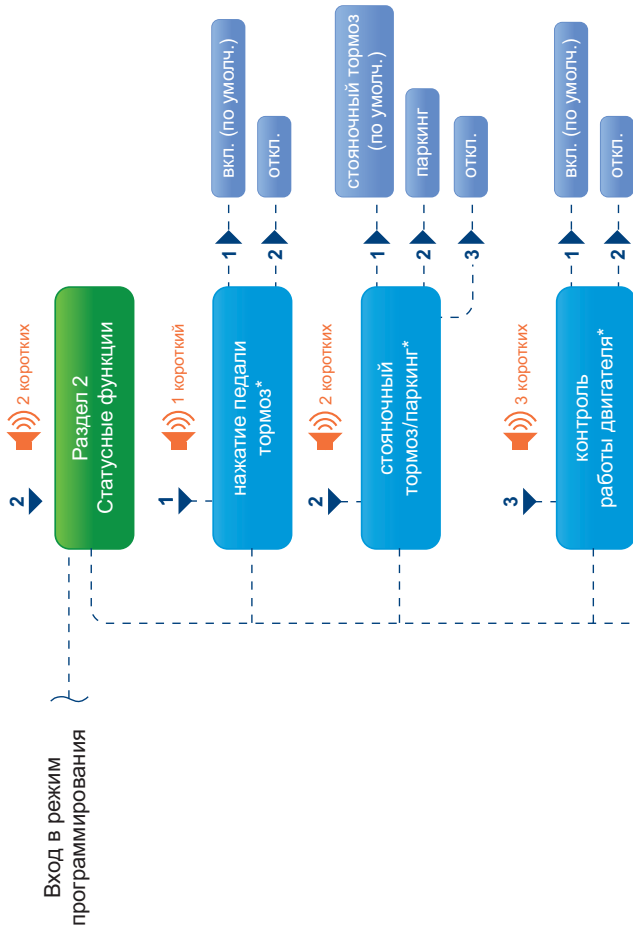 Вход в режим
программирования
2
2 коротких
Раздел 2
Статусные функции
1
1 короткий
нажатие педали
тормоз*
1
вкл. (по умолч.)
2
откл.
2
2 коротких
стояночный
тормоз/паркинг*
1
стояночный тормоз
(по умолч.)
2
паркинг
3
откл.
3
3 коротких
контроль
работы двигателя*
1
вкл. (по умолч.)
2
откл.